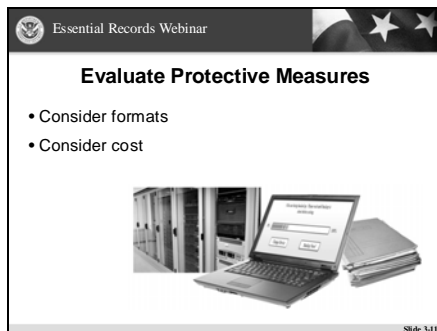 Essential Records Webinar
Evaluate Protective Measures
• Consider formats
• Consider cost
Slide 3-11